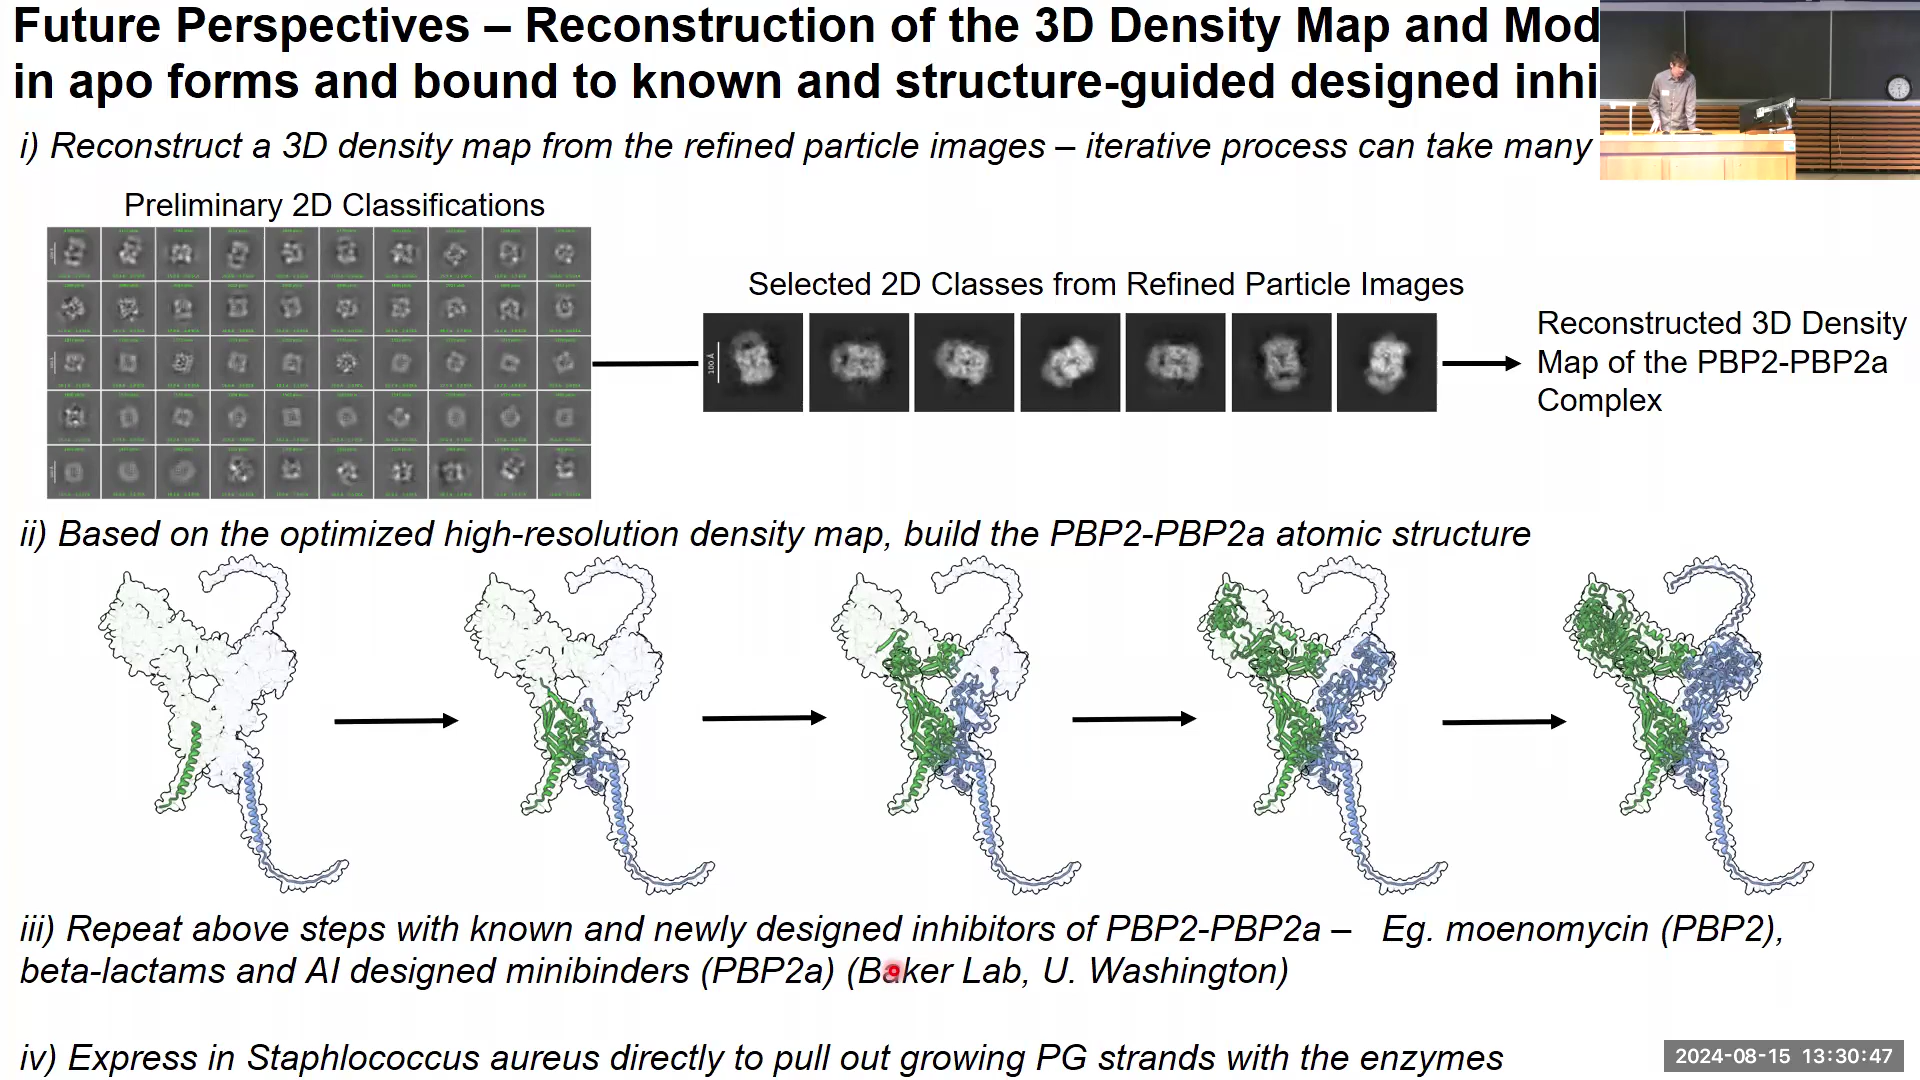 Future Perspectives – Reconstruction of the 3D Density Map and Mod
in apo forms and bound to known and structure-guided designed inhi
i) Reconstruct a 3D density map from the refined particle images – iterative process can take many
Preliminary 2D Classifications
Selected 2D Classes from Refined Particle Images
100 Å
Reconstructed 3D Density
Map of the PBP2-PBP2a
Complex
ii) Based on the optimized high-resolution density map, build the PBP2-PBP2a atomic structure
iii) Repeat above steps with known and newly designed inhibitors of PBP2-PBP2a – Eg. moenomycin (PBP2),
beta-lactams and AI designed minibinders (PBP2a) (Baker Lab, U. Washington)
iv) Express in Staphlococcus aureus directly to pull out growing PG strands with the enzymes
2024-08-15 13:30:47